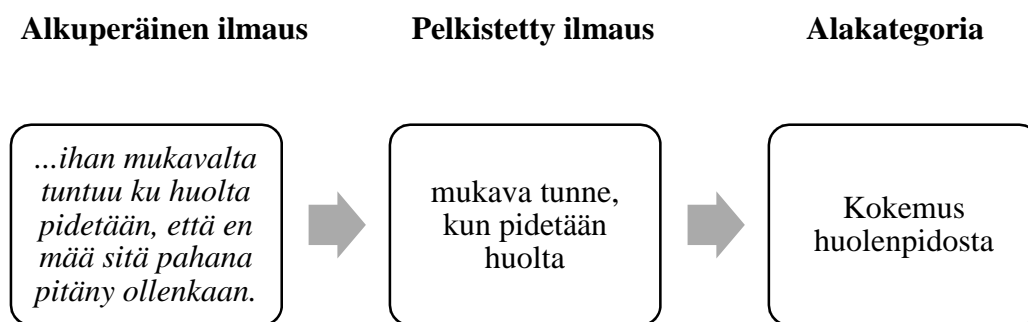 Alkuperäinen ilmaus
Pelkistetty ilmaus
Alakategoria
...ihan mukavalta
tuntuu ku huolta
pidetään, että en
mää sitä pahana
pitäny ollenkaan.
mukava tunne,
kun pidetään
huolta
Kokemus
huolenpidosta